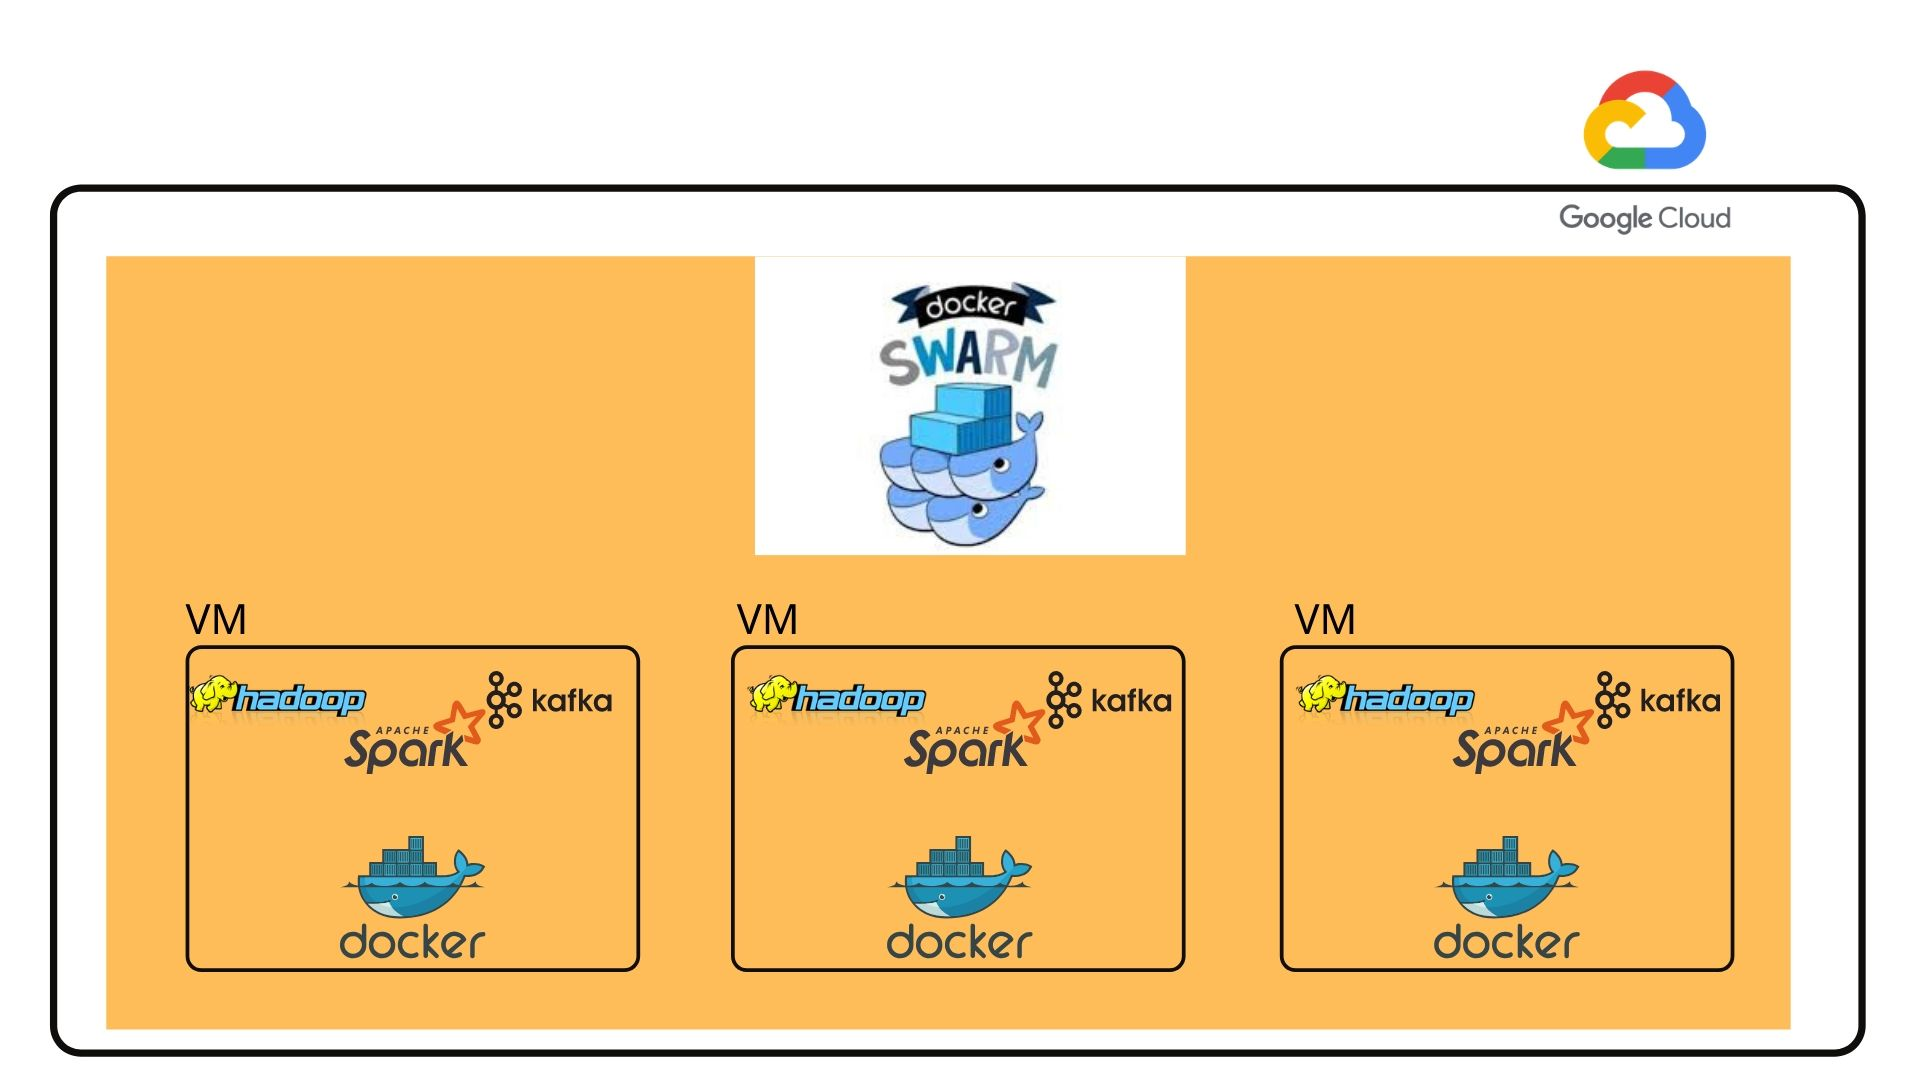 Google Cloud
docker
SWARM
VM
VM
VM
hadoop
kafka
APACHE
Spark
docker
hadoop
kafka
APACHE
Spark
docker
hadoop
kafka
APACHE
Spark
docker